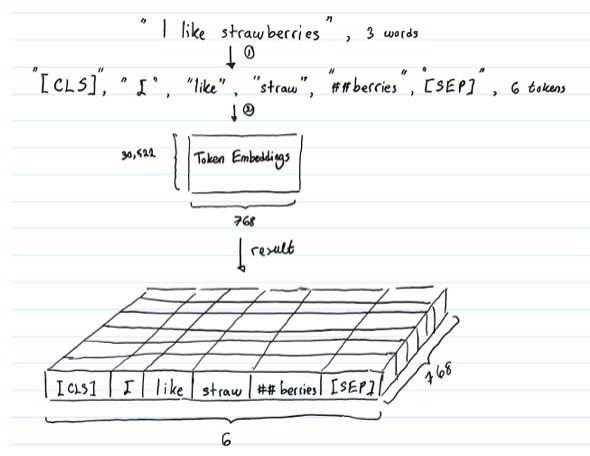 "I like strawberries", 3 words
①
"[CLS]", "I", "like", "straw", "##berries", "[SEP]", 6 tokens
②
30,522
Token Embeddings
768
result
[CLS] I like straw ##berries [SEP]
768
6